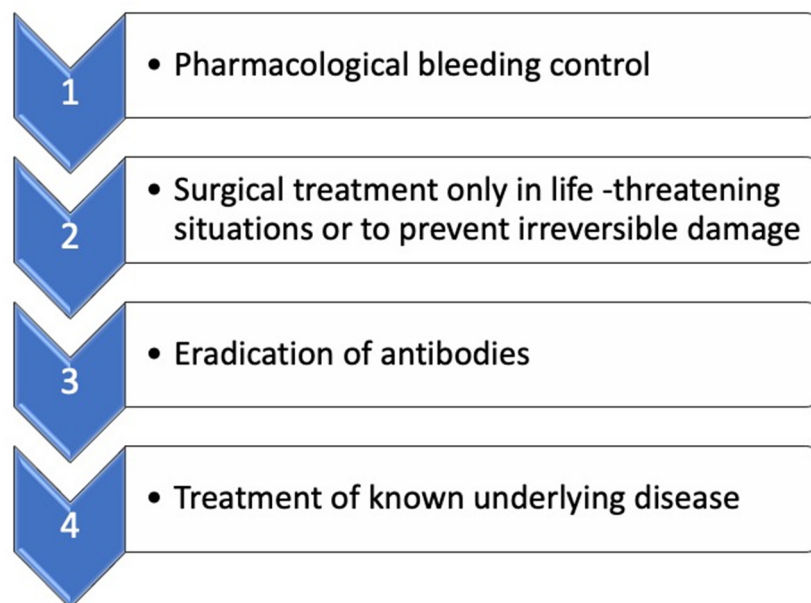 1
• Pharmacological bleeding control
2
• Surgical treatment only in life -threatening
situations or to prevent irreversible damage
3
• Eradication of antibodies
4
• Treatment of known underlying disease